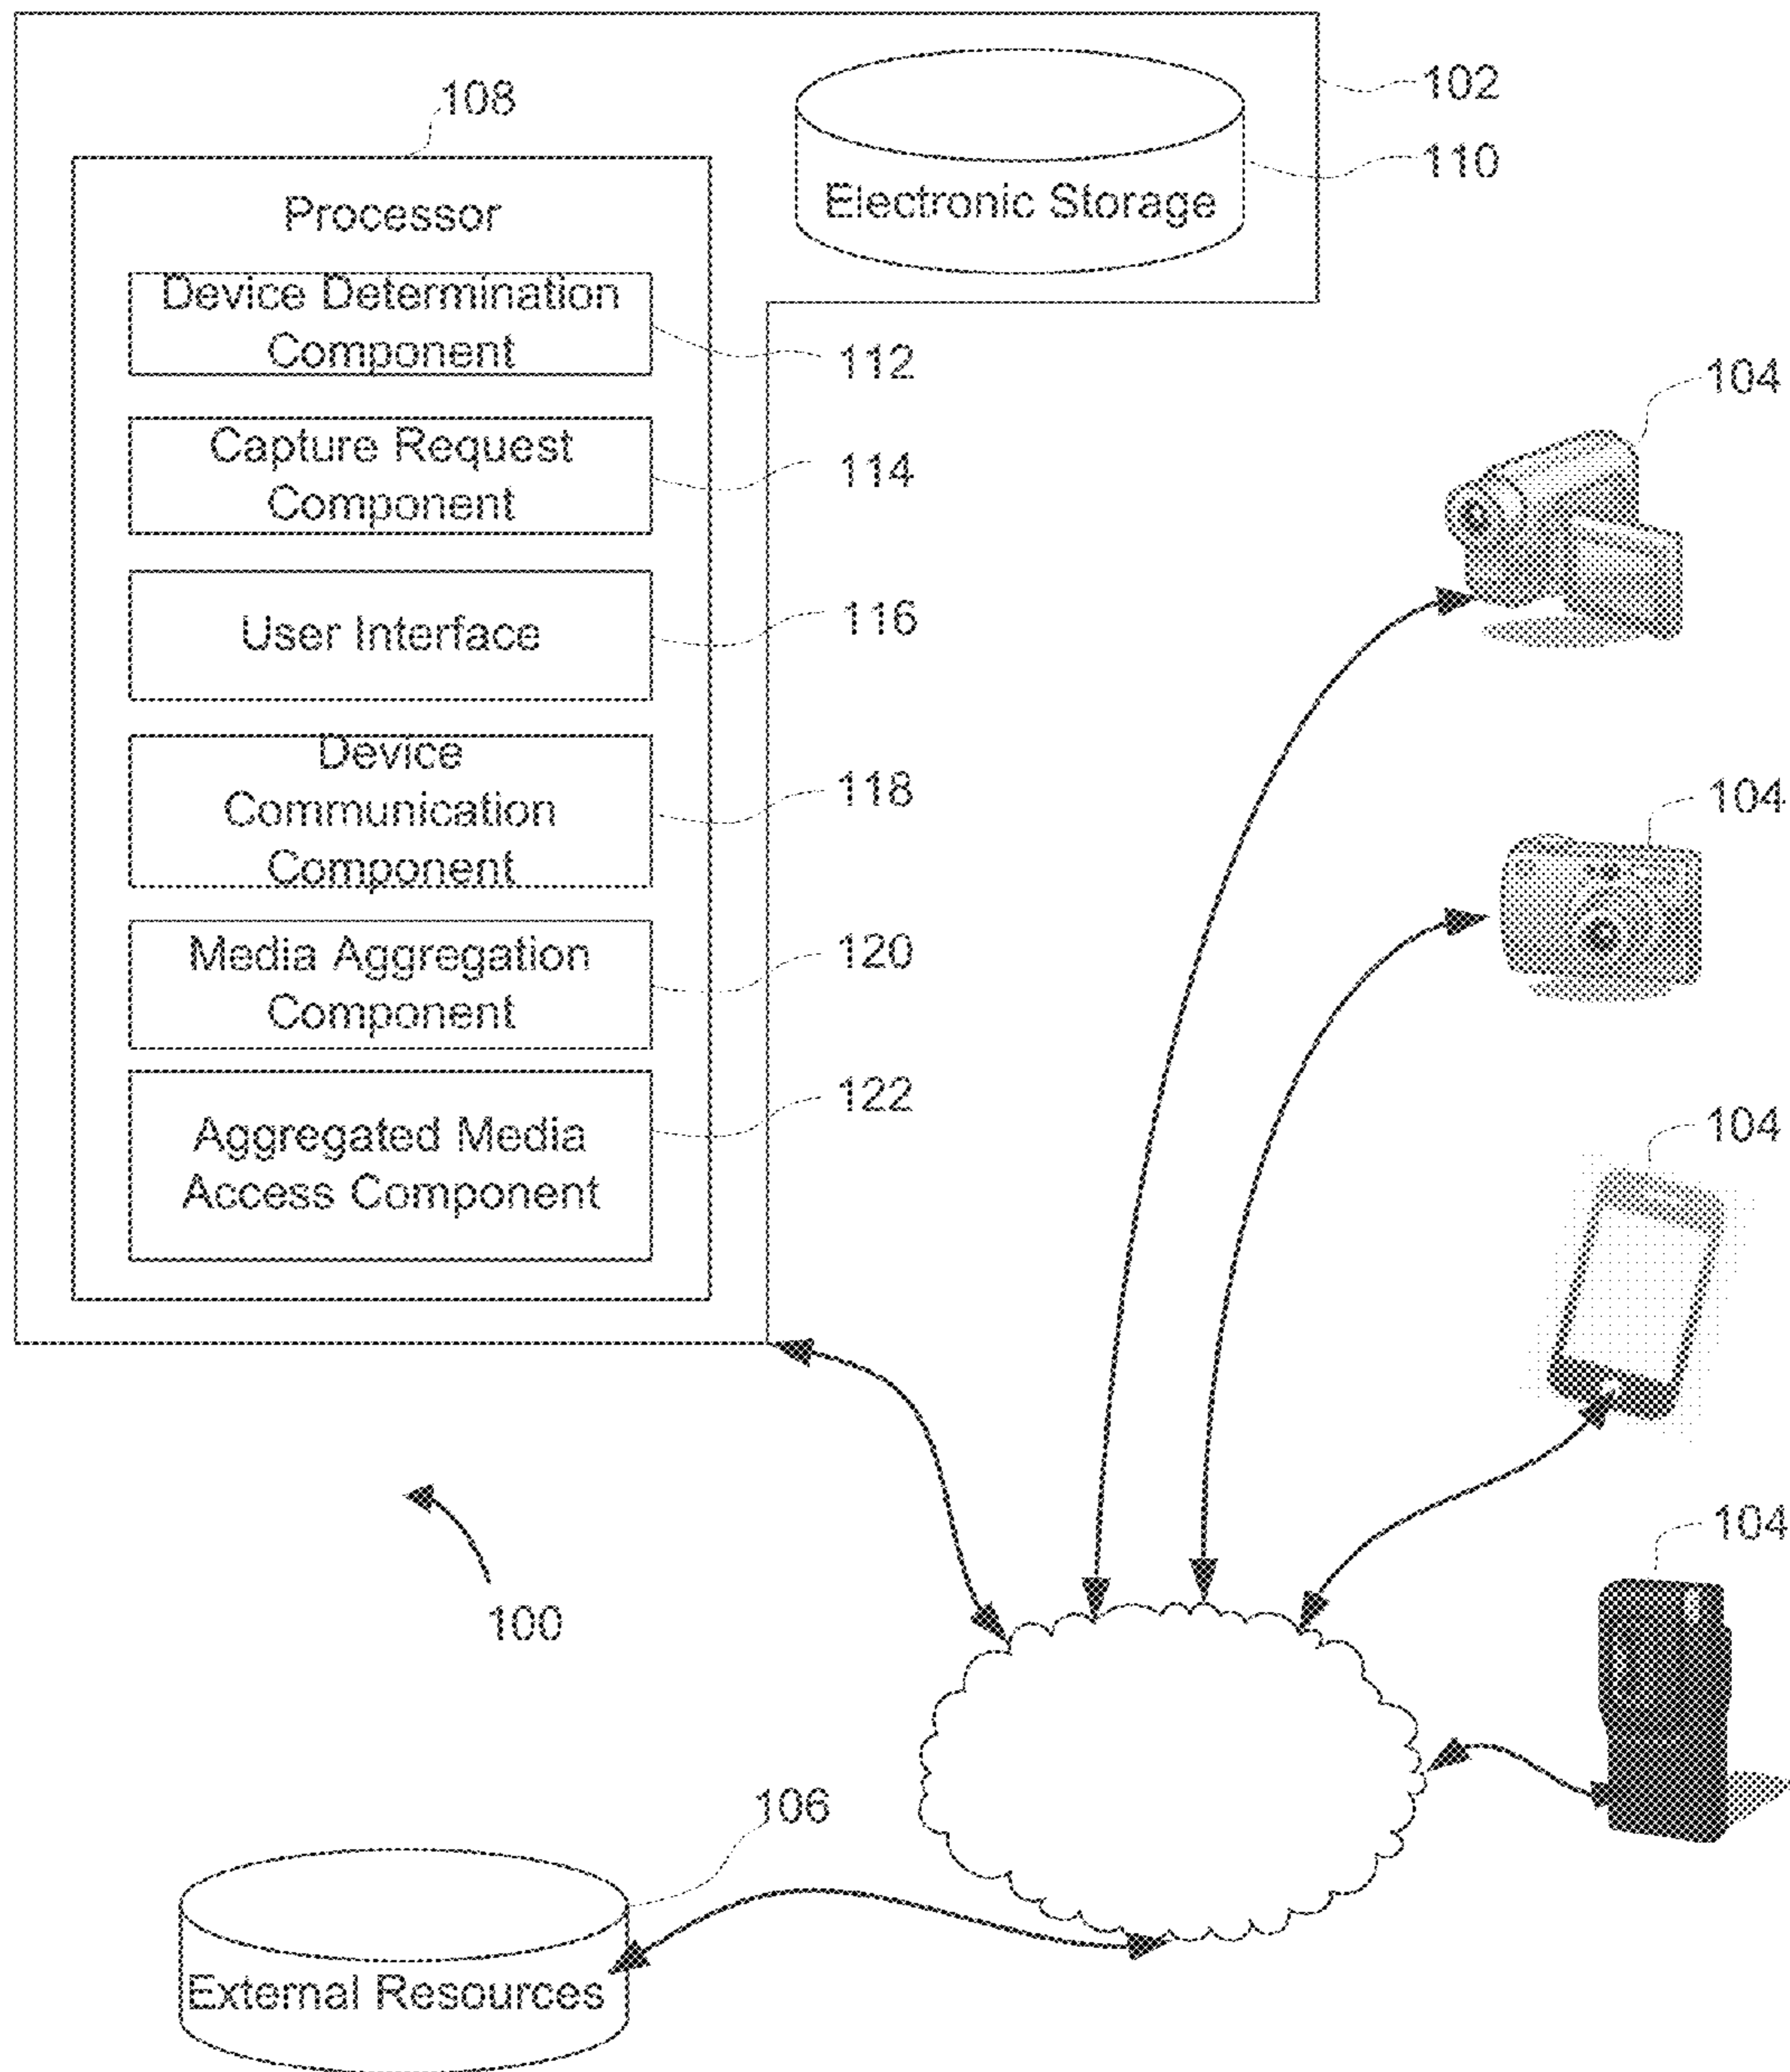 102
108
110
Electronic Storage
Processor
Device Determination
Component
112
Capture Request
Component
114
User Interface
116
Device
Communication
Component
118
Media Aggregation
Component
120
Aggregated Media
Access Component
122
104
104
104
104
100
106
External Resources